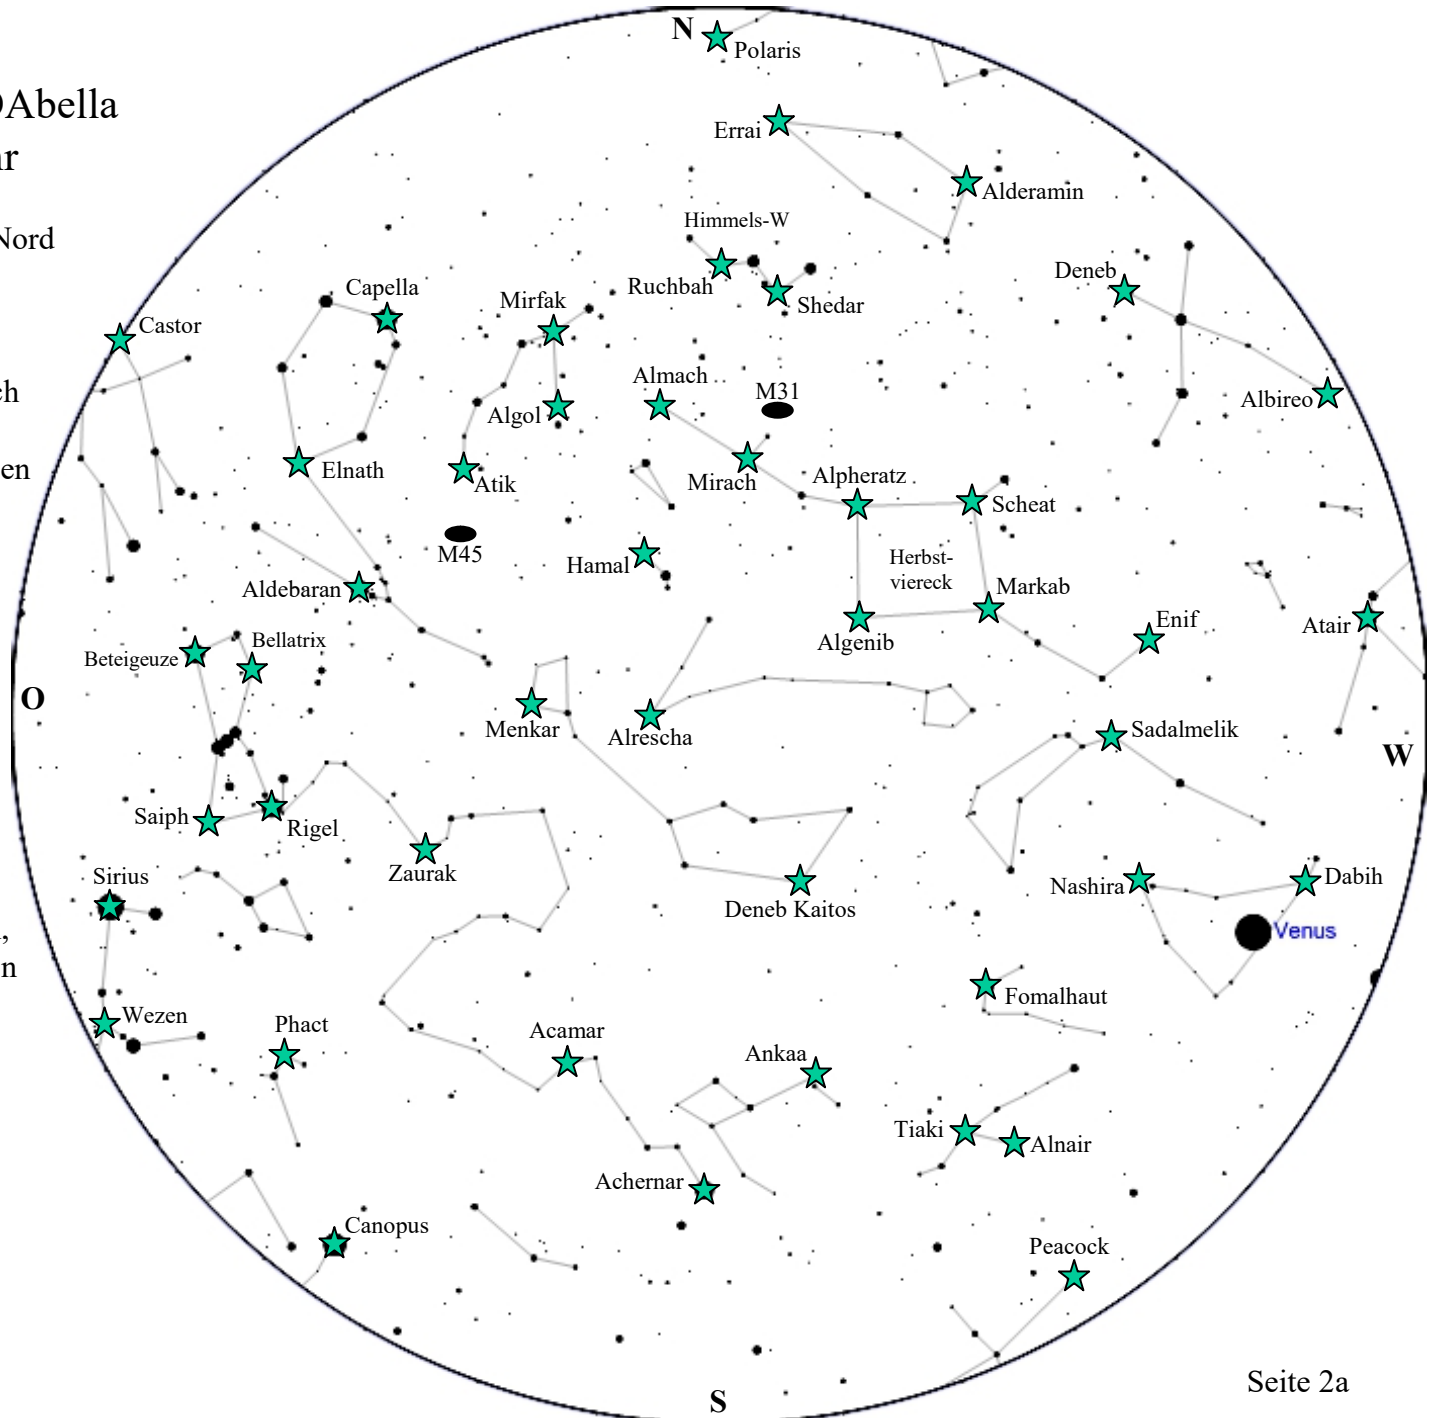 N
Polaris
Abella
Errai
Alderamin
Himmels-W
Nord
Ruchbah
Shedar
Deneb
Capella
Mirfak
Castor
Almach
M31
Albireo
Algol
Elnath
Atik
Mirach
Alpheratz
Scheat
M45
Hamal
Herbst-
viereck
Aldebaran
Markab
Algenib
Enif
Atair
Beteigeuze
Bellatrix
O
Menkar
Alrescha
Sadalmelik
W
Saiph
Rigel
Zaurak
Sirius
Deneb Kaitos
Nashira
Dabih
Venus
Fomalhaut
Wezen
Phact
Acamar
Ankaa
Tiaki
Alnair
Achernar
Canopus
Peacock
S
Seite 2a